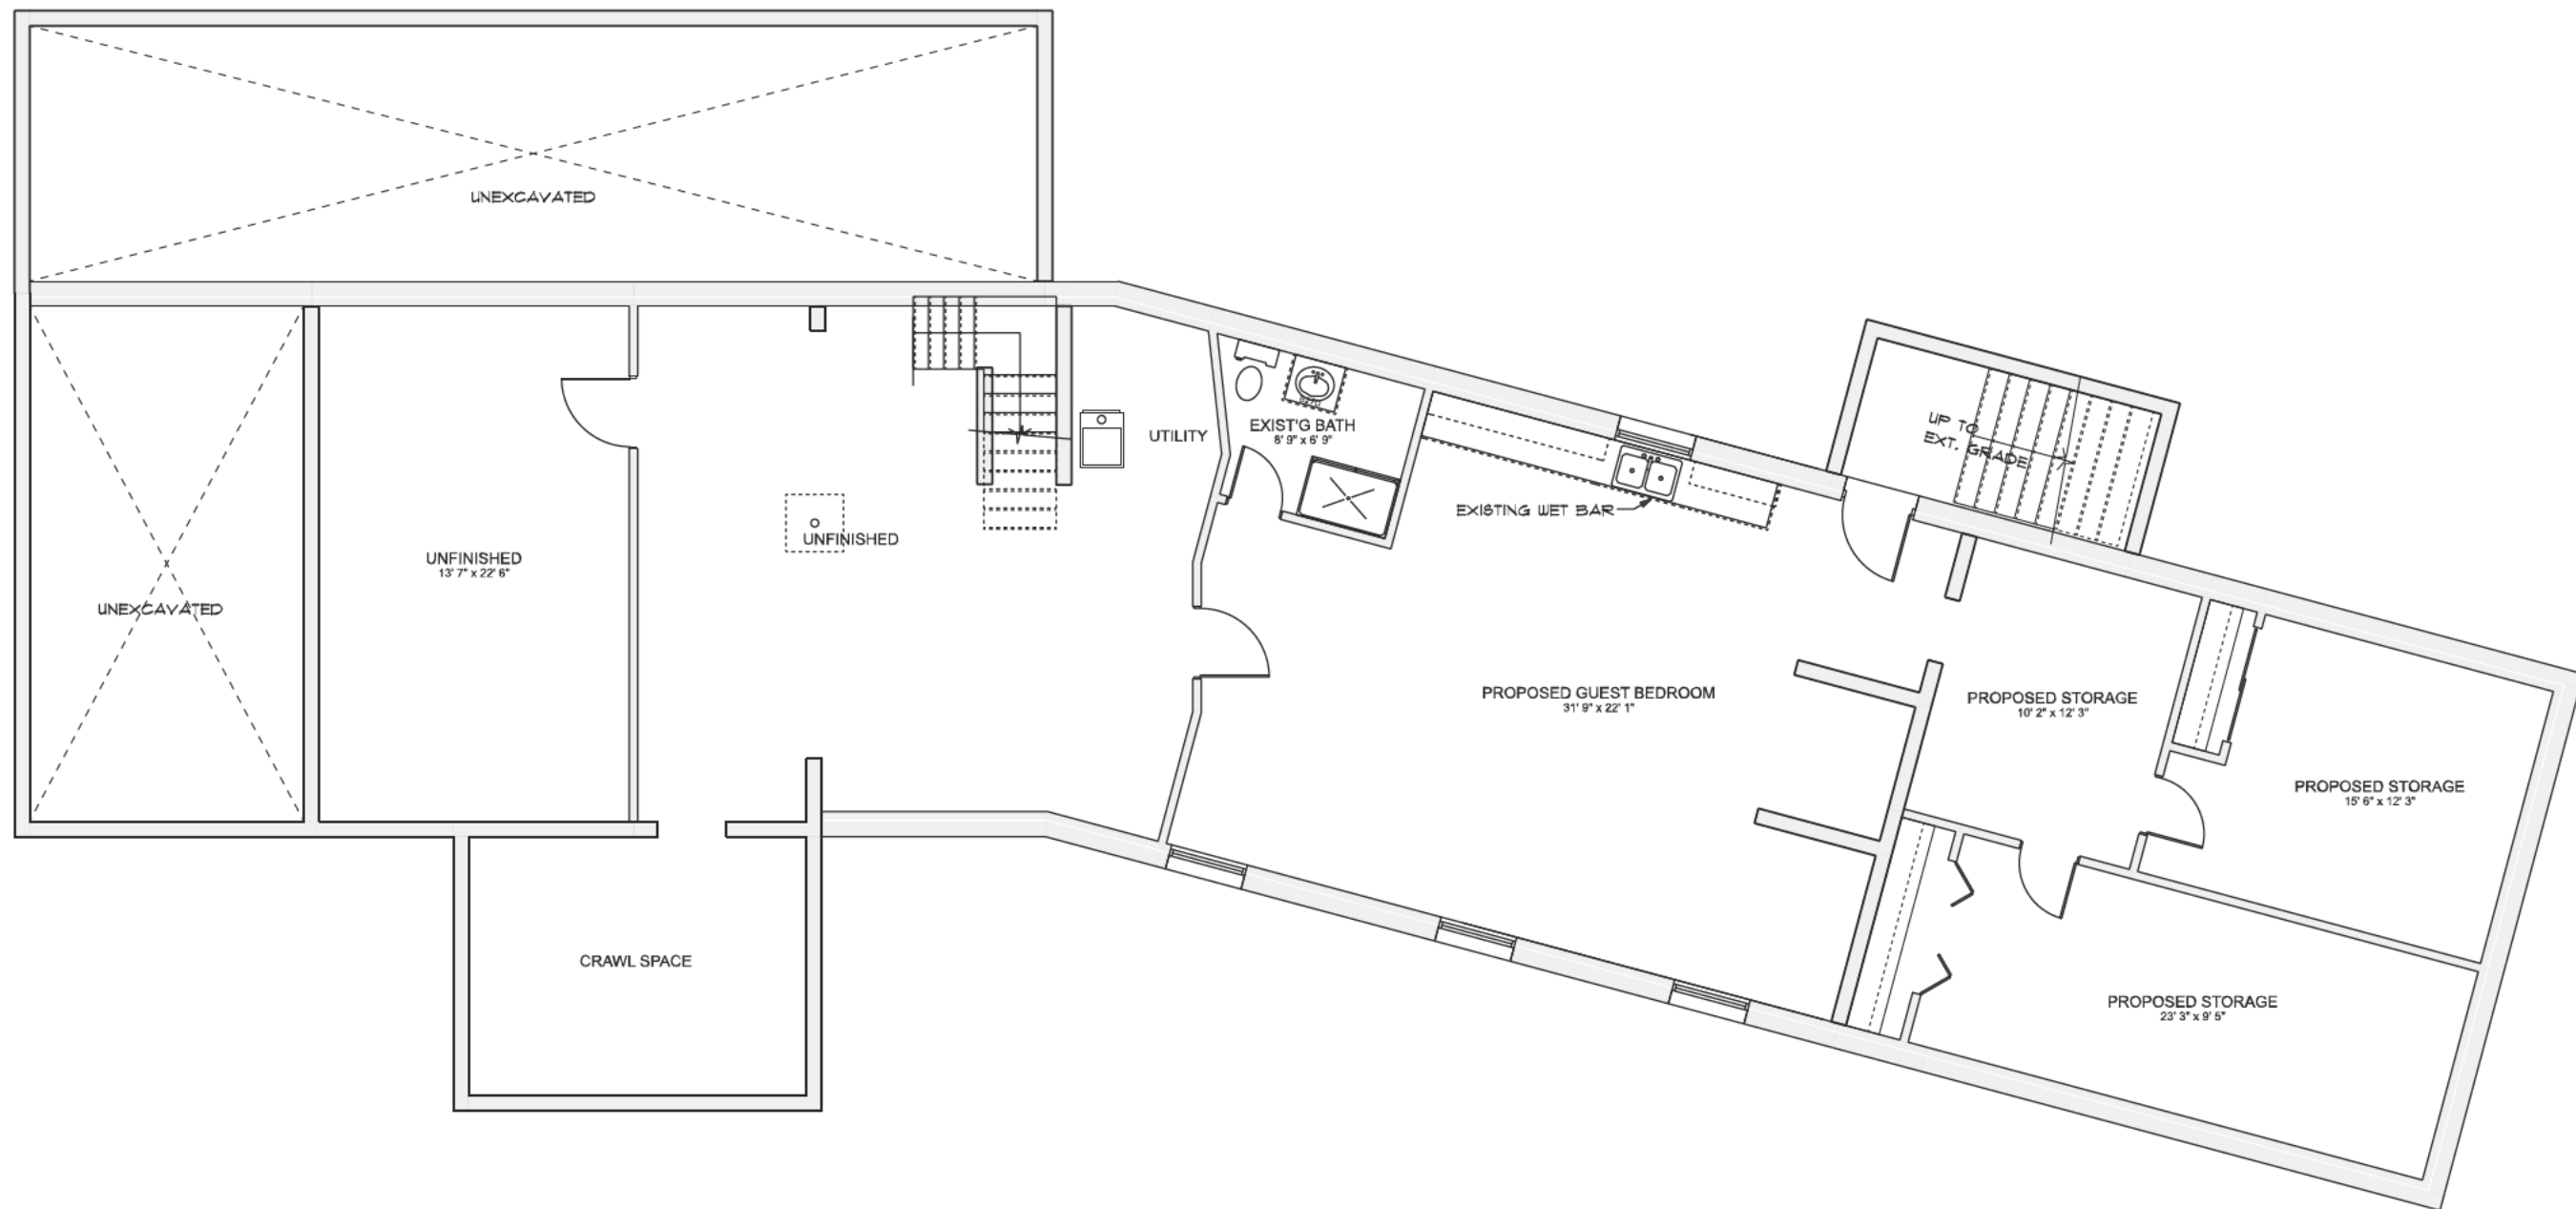 UNEXCAVATED
UTILITY
EXIST'G BATH
8' 9" x 6' 9"
UP TO
EXT. GRADE
EXISTING WET BAR
UNFINISHED
UNFINISHED
13' 7" x 22' 6"
UNEXCAVATED
PROPOSED GUEST BEDROOM
31' 9" x 22' 1"
PROPOSED STORAGE
10' 2" x 12' 3"
PROPOSED STORAGE
15' 6" x 12' 3"
CRAWL SPACE
PROPOSED STORAGE
23' 3" x 9' 5"